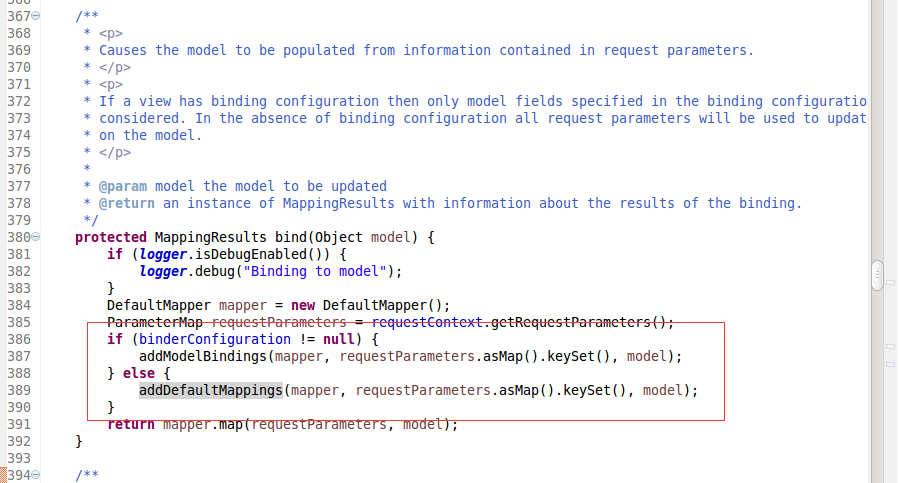 367 /**
368 * <p>
369 * Causes the model to be populated from information contained in request parameters.
370 * </p>
371 * <p>
372 * If a view has binding configuration then only model fields specified in the binding configuratio
373 * considered. In the absence of binding configuration all request parameters will be used to updat
374 * on the model.
375 * </p>
376 *
377 * @param model the model to be updated
378 * @return an instance of MappingResults with information about the results of the binding.
379 */
380 protected MappingResults bind(Object model) {
381 if (logger.isDebugEnabled()) {
382 logger.debug("Binding to model");
383 }
384 DefaultMapper mapper = new DefaultMapper();
385 ParameterMap requestParameters = requestContext.getRequestParameters();
386 if (binderConfiguration != null) {
387 addModelBindings(mapper, requestParameters.asMap().keySet(), model);
388 } else {
389 addDefaultMappings(mapper, requestParameters.asMap().keySet(), model);
390 }
391 return mapper.map(requestParameters, model);
392 }
393
394 /**